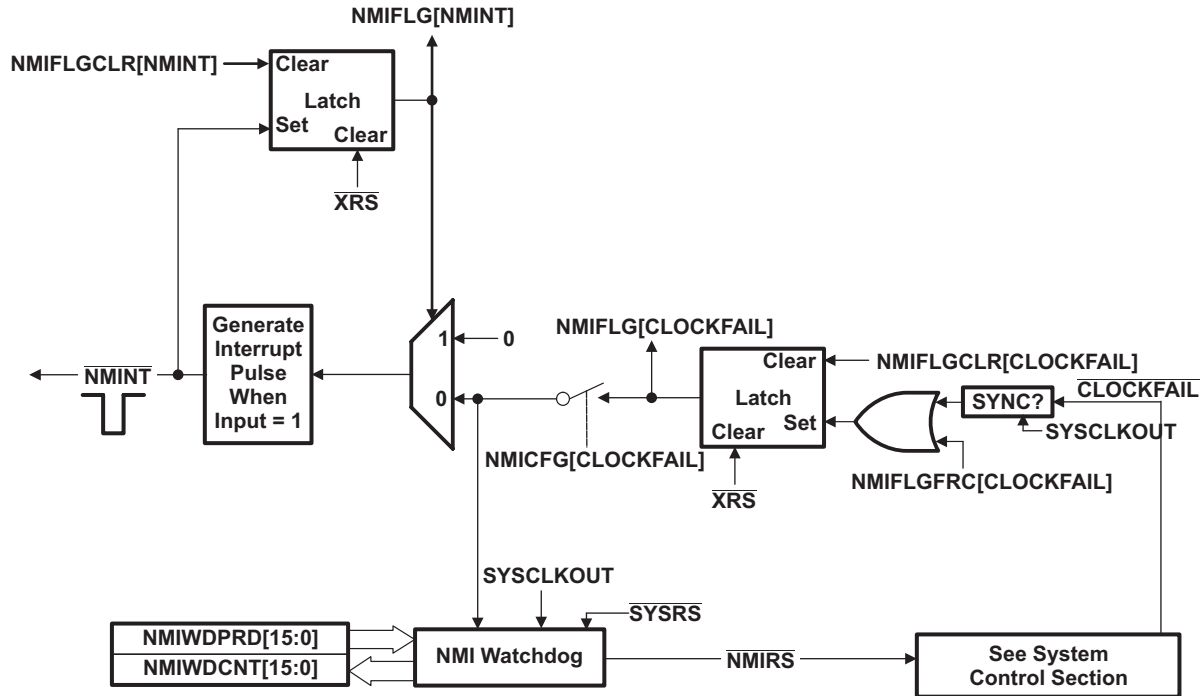 NMIFLG[NMINT]
NMIFLGCLR[NMINT]
Clear
Latch
Set
Clear
XRS
Generate
Interrupt
Pulse
When
Input = 1
NMINT
1
0
0
NMIFLG[CLOCKFAIL]
NMICFG[CLOCKFAIL]
Clear
Latch
Set
Clear
XRS
NMIFLGCLR[CLOCKFAIL]
CLOCKFAIL
SYNC?
SYSCLKOUT
NMIFLGFRC[CLOCKFAIL]
SYSCLKOUT
SYSRS
NMIWDPRD[15:0]
NMIWDCNT[15:0]
NMI Watchdog
NMIRS
See System
Control Section